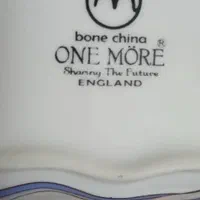 M
bone china
ONE MÖRE®
Sharing The Future
ENGLAND